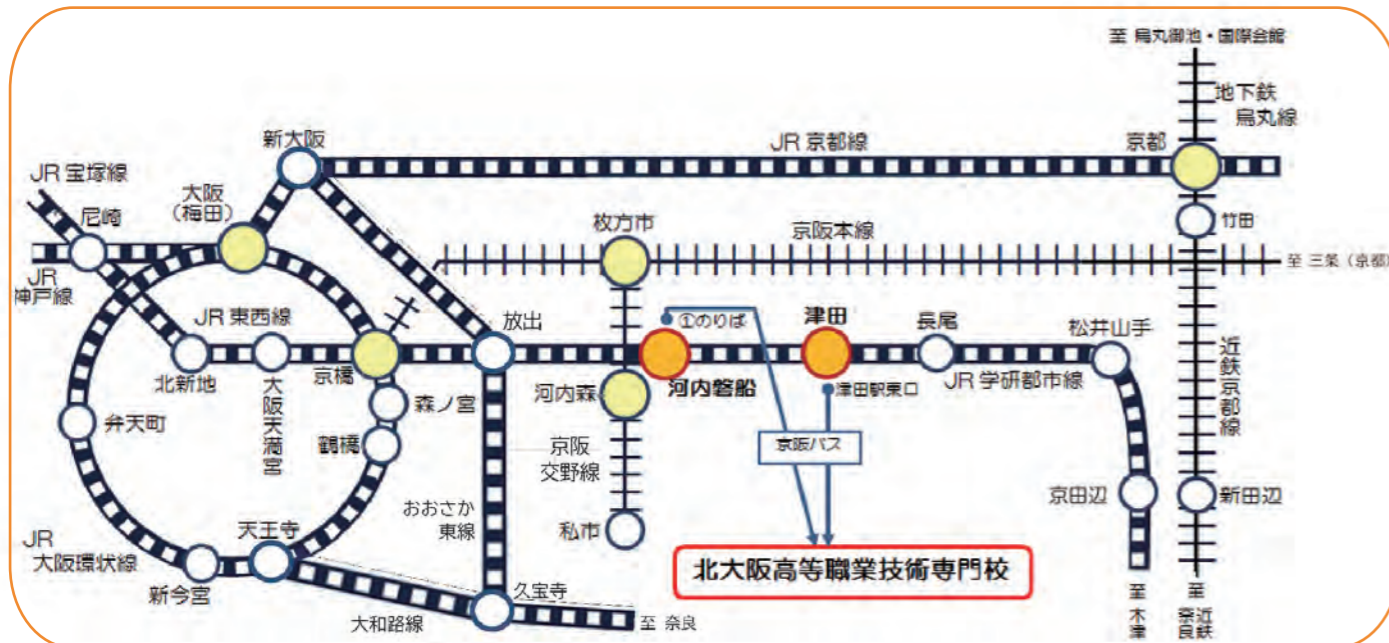 至 烏丸御池・国際会館
地下鉄
烏丸線
新大阪
JR 京都線
京都
JR 宝塚線
大阪
(梅田)
尼崎
枚方市
京阪本線
竹田
至 三条(京都)
JR
神戸線
JR 東西線
放出
①のりば
津田
長尾
松井山手
北新地
大阪天満宮
京橋
森ノ宮
河内森
河内磐船
津田駅東口
JR 学研都市線
近鉄京都線
弁天町
鶴橋
京阪
交野線
京阪バス
おおさか
東線
京田辺
新田辺
天王寺
私市
JR
大阪環状線
北大阪高等職業技術専門校
新今宮
久宝寺
大和路線
至 奈良
至 木津
至 近鉄奈良